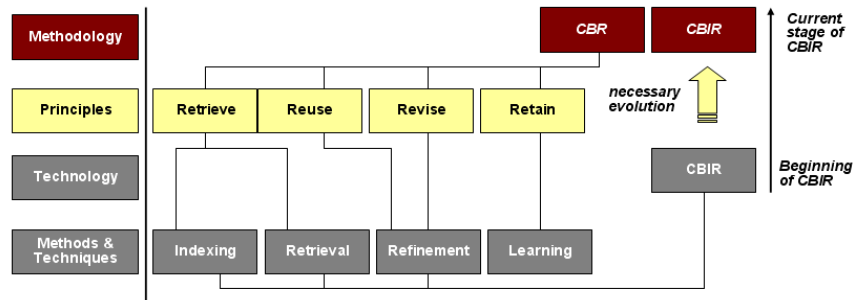 Methodology
CBR
CBIR
Current
stage of
CBIR
Principles
Retrieve
Reuse
Revise
Retain
necessary
evolution
Technology
CBIR
Beginning
of CBIR
Methods &
Techniques
Indexing
Retrieval
Refinement
Learning